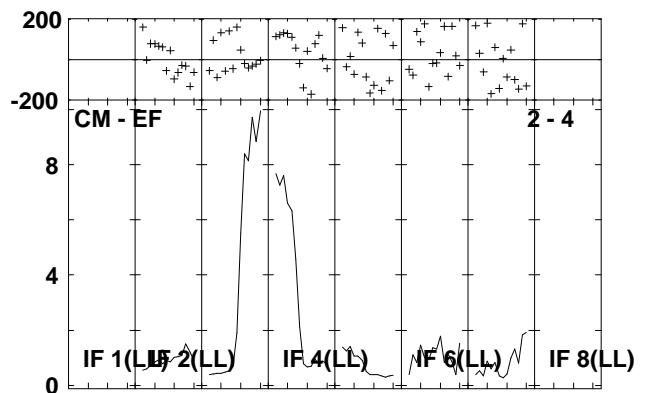 200
-200
CM - EF 2 - 4
8
4
0
IF 1(LL) IF 2(LL) IF 4(LL) IF 6(LL) IF 8(LL)